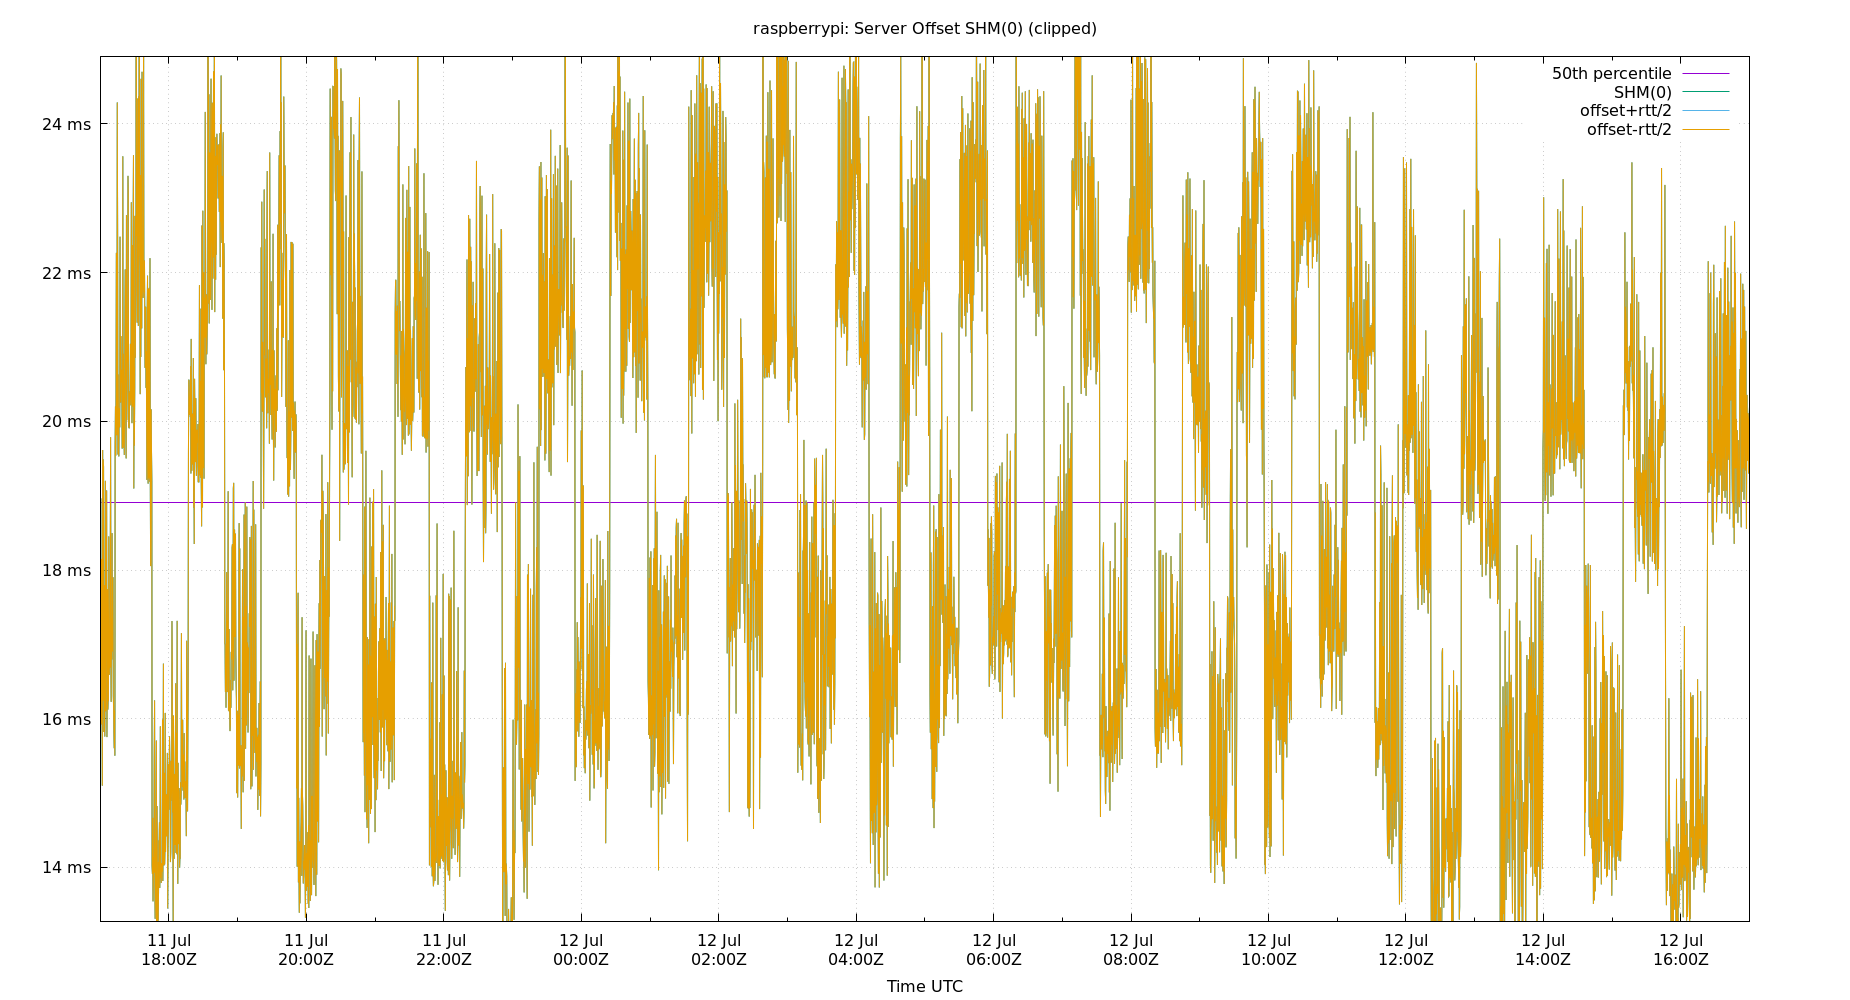 raspberrypi: Server Offset SHM(0) (clipped)
50th percentile
SHM(0)
offset+rtt/2
offset-rtt/2
24 ms
22 ms
20 ms
18 ms
16 ms
14 ms
11 Jul 11 Jul 11 Jul 12 Jul 12 Jul 12 Jul 12 Jul 12 Jul 12 Jul 12 Jul 12 Jul 12 Jul
18:00Z 20:00Z 22:00Z 00:00Z 02:00Z 04:00Z 06:00Z 08:00Z 10:00Z 12:00Z 14:00Z 16:00Z
Time UTC